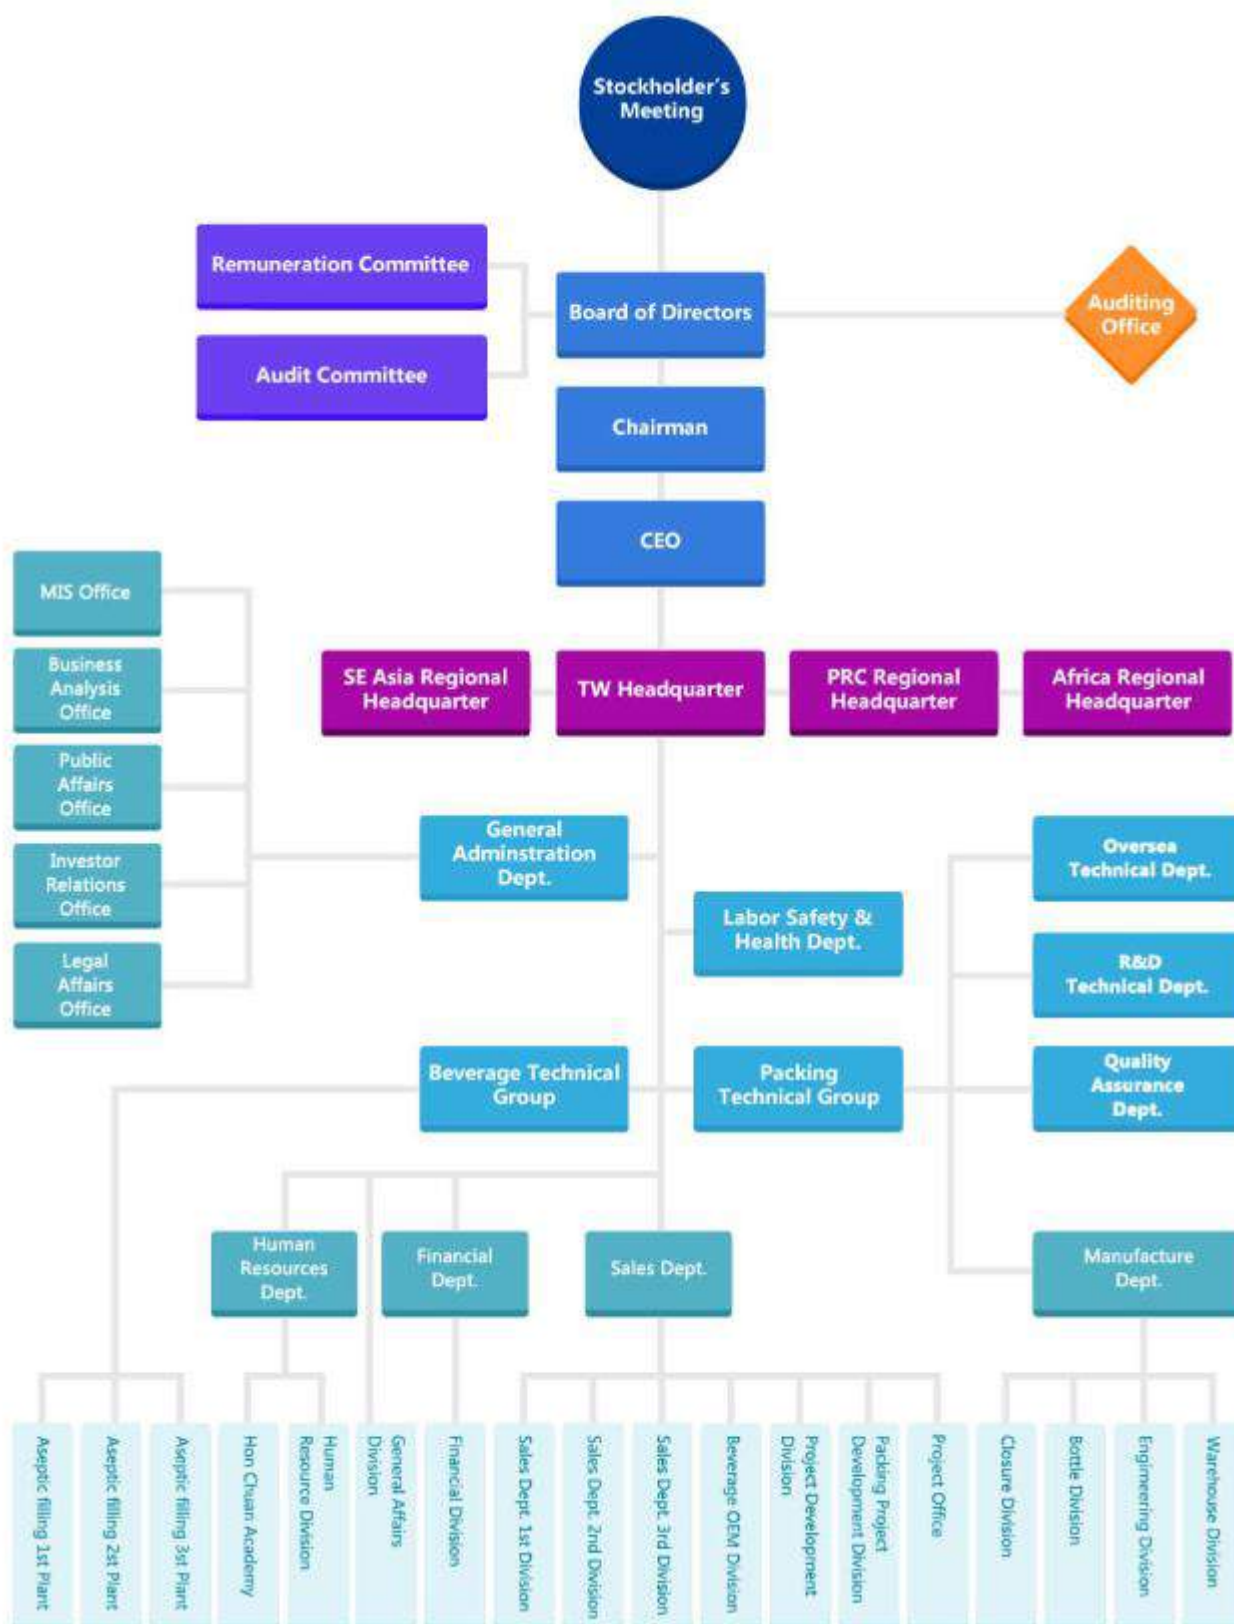 Stockholder's
Meeting
Remuneration Committee
Board of Directors
Auditing
Office
Audit Committee
Chairman
CEO
MIS Office
Business
Analysis
Office
Public
Affairs
Office
Investor
Relations
Office
Legal
Affairs
Office
SE Asia Regional
Headquarter
TW Headquarter
PRC Regional
Headquarter
Africa Regional
Headquarter
General
Adminstration
Dept.
Labor Safety &
Health Dept.
Oversea
Technical Dept.
R&D
Technical Dept.
Beverage Technical
Group
Packing
Technical Group
Quality
Assurance
Dept.
Human
Resources
Dept.
Financial
Dept.
Sales Dept.
Manufacture
Dept.
Aseptic filling 1st Plant
Aseptic filling 2st Plant
Aseptic filling 3st Plant
Hon Chuan Academy
Human
Resource Division
General Affairs
Division
Financial Division
Sales Dept. 1st Division
Sales Dept. 2nd Division
Sales Dept. 3rd Division
Beverage OEM Division
Project Development
Division
Packing Project
Development Division
Project Office
Closure Division
Bottle Division
Engineering Division
Warehouse Division